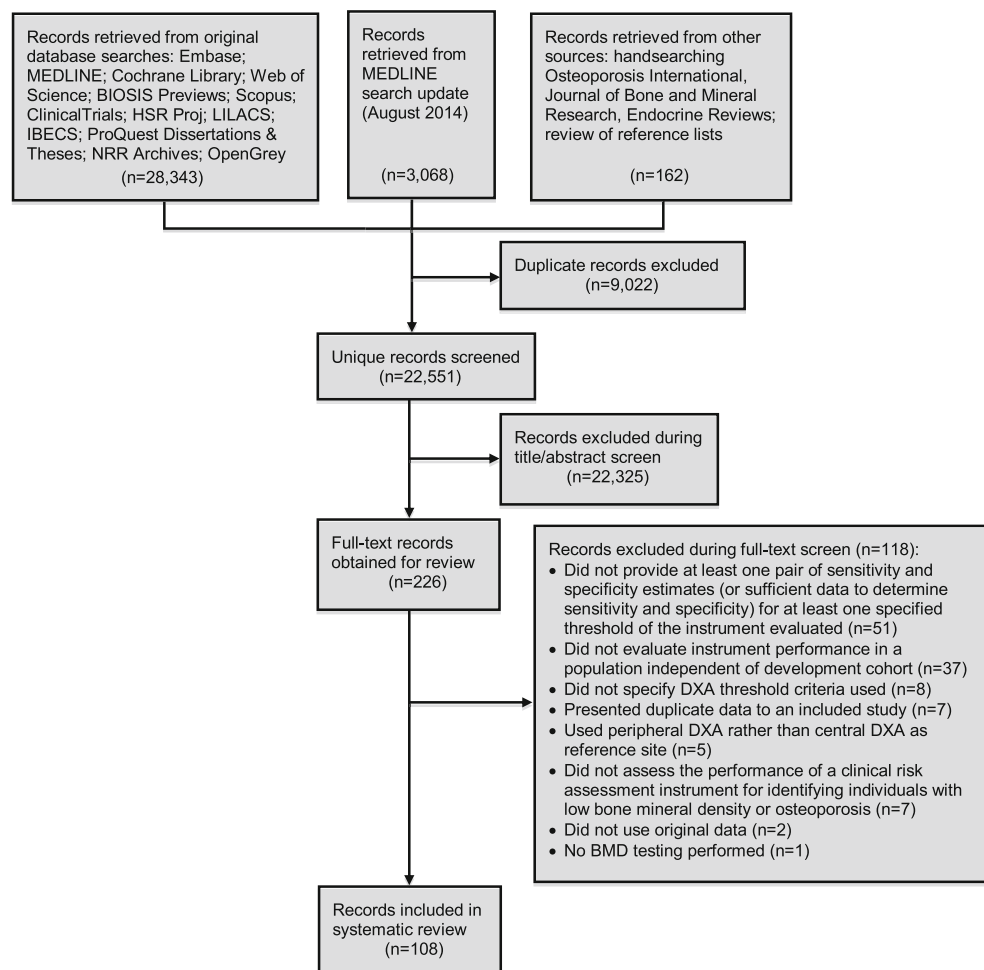 Records retrieved from original
database searches: Embase;
MEDLINE; Cochrane Library; Web of
Science; BIOSIS Previews; Scopus;
ClinicalTrials; HSR Proj; LILACS;
IBECS; ProQuest Dissertations &
Theses; NRR Archives; OpenGrey
(n=28,343)
Records
retrieved from
MEDLINE
search update
(August 2014)
(n=3,068)
Records retrieved from other
sources: handsearching
Osteoporosis International,
Journal of Bone and Mineral
Research, Endocrine Reviews;
review of reference lists
(n=162)
Duplicate records excluded
(n=9,022)
Unique records screened
(n=22,551)
Records excluded during
title/abstract screen
(n=22,325)
Full-text records
obtained for review
(n=226)
Records excluded during full-text screen (n=118):
• Did not provide at least one pair of sensitivity and
specificity estimates (or sufficient data to determine
sensitivity and specificity) for at least one specified
threshold of the instrument evaluated (n=51)
• Did not evaluate instrument performance in a
population independent of development cohort (n=37)
• Did not specify DXA threshold criteria used (n=8)
• Presented duplicate data to an included study (n=7)
• Used peripheral DXA rather than central DXA as
reference site (n=5)
• Did not assess the performance of a clinical risk
assessment instrument for identifying individuals with
low bone mineral density or osteoporosis (n=7)
• Did not use original data (n=2)
• No BMD testing performed (n=1)
Records included in
systematic review
(n=108)